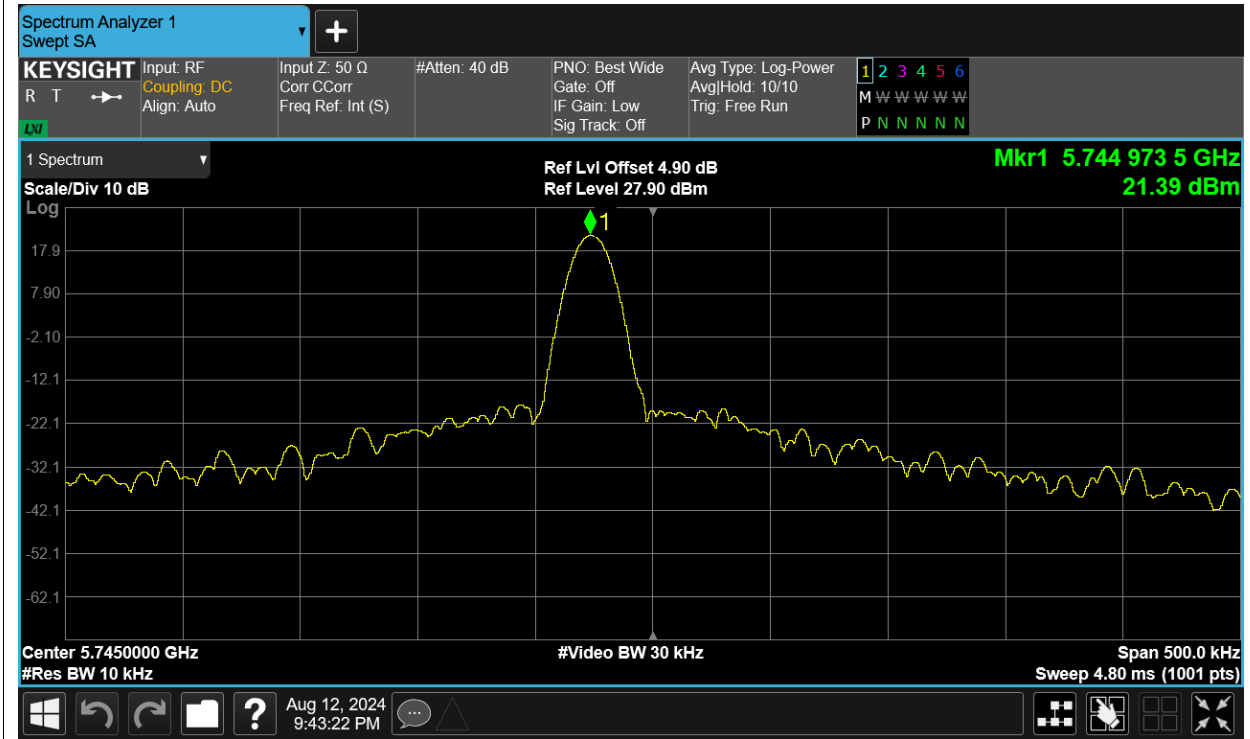 Spectrum Analyzer 1
Swept SA
KEYSIGHT
R T
LXI
Input: RF
Coupling: DC
Align: Auto
Input Z: 50 Ω
Corr CCorr
Freq Ref: Int (S)
#Atten: 40 dB
PNO: Best Wide
Gate: Off
IF Gain: Low
Sig Track: Off
Avg Type: Log-Power
Avg|Hold: 10/10
Trig: Free Run
1 2 3 4 5 6
M W W W W W
P N N N N N
1 Spectrum
Scale/Div 10 dB
Log
Ref Lvl Offset 4.90 dB
Ref Level 27.90 dBm
Mkr1 5.744 973 5 GHz
21.39 dBm
1
17.9
7.90
-2.10
-12.1
-22.1
-32.1
-42.1
-52.1
-62.1
Center 5.7450000 GHz
#Res BW 10 kHz
#Video BW 30 kHz
Span 500.0 kHz
Sweep 4.80 ms (1001 pts)
?
Aug 12, 2024
9:43:22 PM